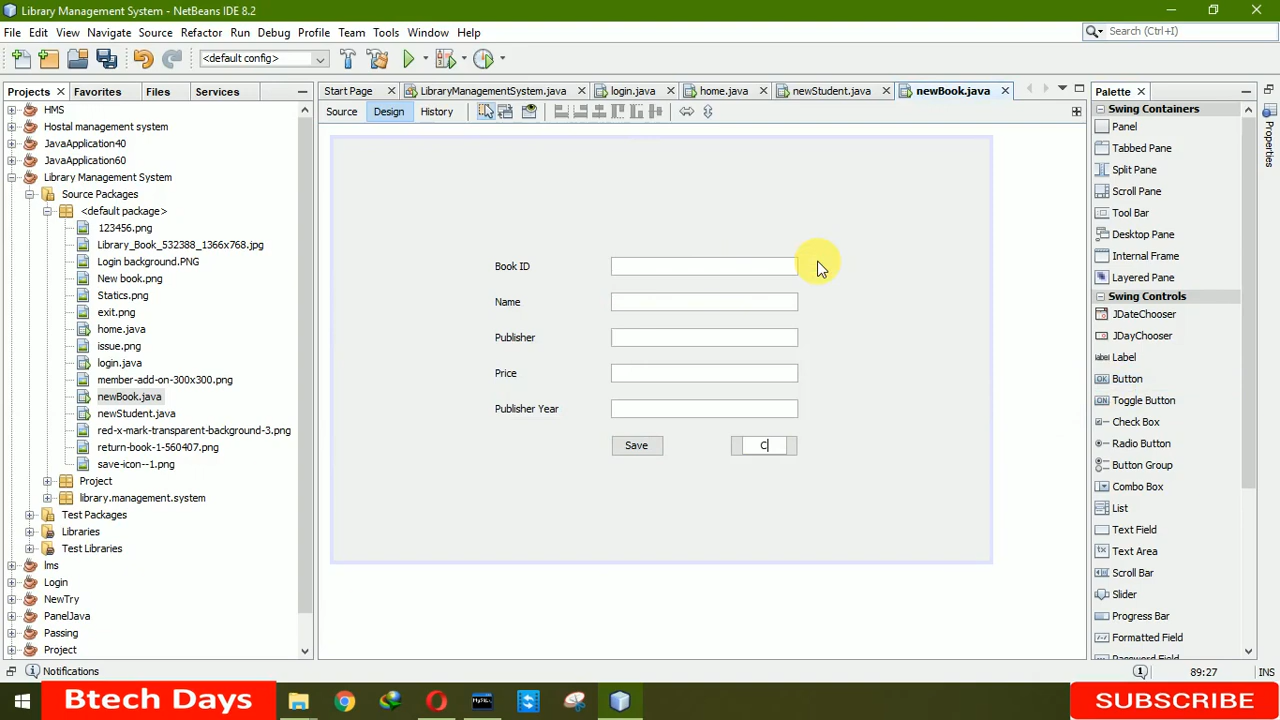 Library Management System - NetBeans IDE 8.2
File Edit View Navigate Source Refactor Run Debug Profile Team Tools Window Help
Search (Ctrl+I)
<default config>
Projects Favorites Files Services
Start Page LibraryManagementSystem.java login.java home.java newStudent.java newBook.java
Source Design History
HMS
Hostal management system
JavaApplication40
JavaApplication60
Library Management System
Source Packages
<default package>
123456.png
Library_Book_532388_1366x768.jpg
Login background.PNG
New book.png
Statics.png
exit.png
home.java
issue.png
login.java
member-add-on-300x300.png
newBook.java
newStudent.java
red-x-mark-transparent-background-3.png
return-book-1-560407.png
save-icon--1.png
Project
library.management.system
Test Packages
Libraries
Test Libraries
lms
Login
NewTry
PanelJava
Passing
Project
Book ID
Name
Publisher
Price
Publisher Year
Save C
Palette
Swing Containers
Panel
Tabbed Pane
Split Pane
Scroll Pane
Tool Bar
Desktop Pane
Internal Frame
Layered Pane
Swing Controls
JDateChooser
JDayChooser
Label
Button
Toggle Button
Check Box
Radio Button
Button Group
Combo Box
List
Text Field
Text Area
Scroll Bar
Slider
Progress Bar
Formatted Field
Password Field
Properties
Notifications
1
89:27 INS
Btech Days
MySQL
SUBSCRIBE